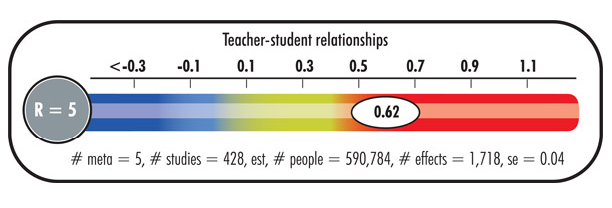 Teacher-student relationships
<-0.3 -0.1 0.1 0.3 0.5 0.7 0.9 1.1
R = 5
0.62
# meta = 5, # studies = 428, est, # people = 590,784, # effects = 1,718, se = 0.04